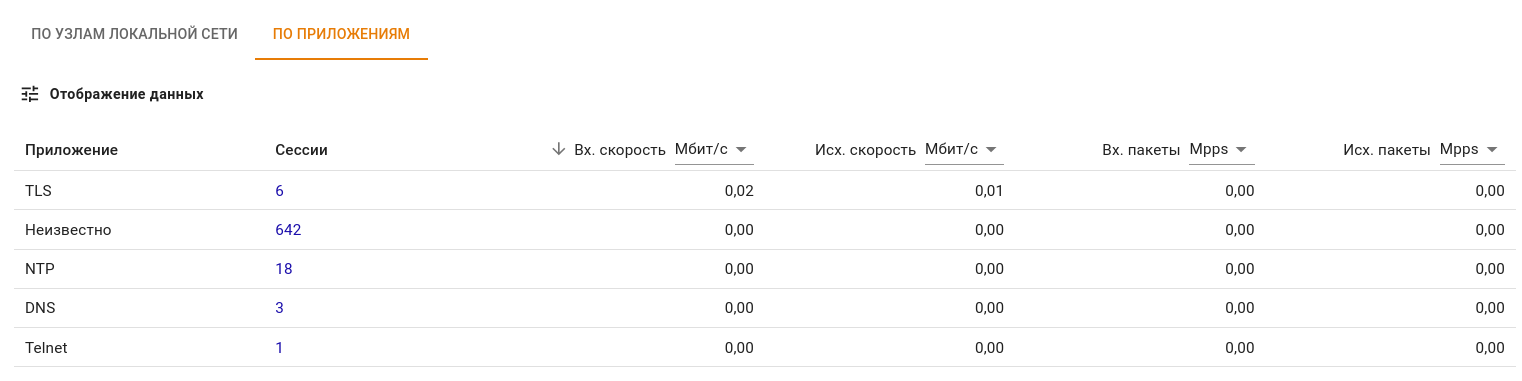 ПО УЗЛАМ ЛОКАЛЬНОЙ СЕТИ ПО ПРИЛОЖЕНИЯМ
Отображение данных
Приложение Сессии Вх. скорость Мбит/с Исх. скорость Мбит/с Вх. пакеты Mpps Исх. пакеты Mpps
TLS 6 0,02 0,01 0,00 0,00
Неизвестно 642 0,00 0,00 0,00 0,00
NTP 18 0,00 0,00 0,00 0,00
DNS 3 0,00 0,00 0,00 0,00
Telnet 1 0,00 0,00 0,00 0,00